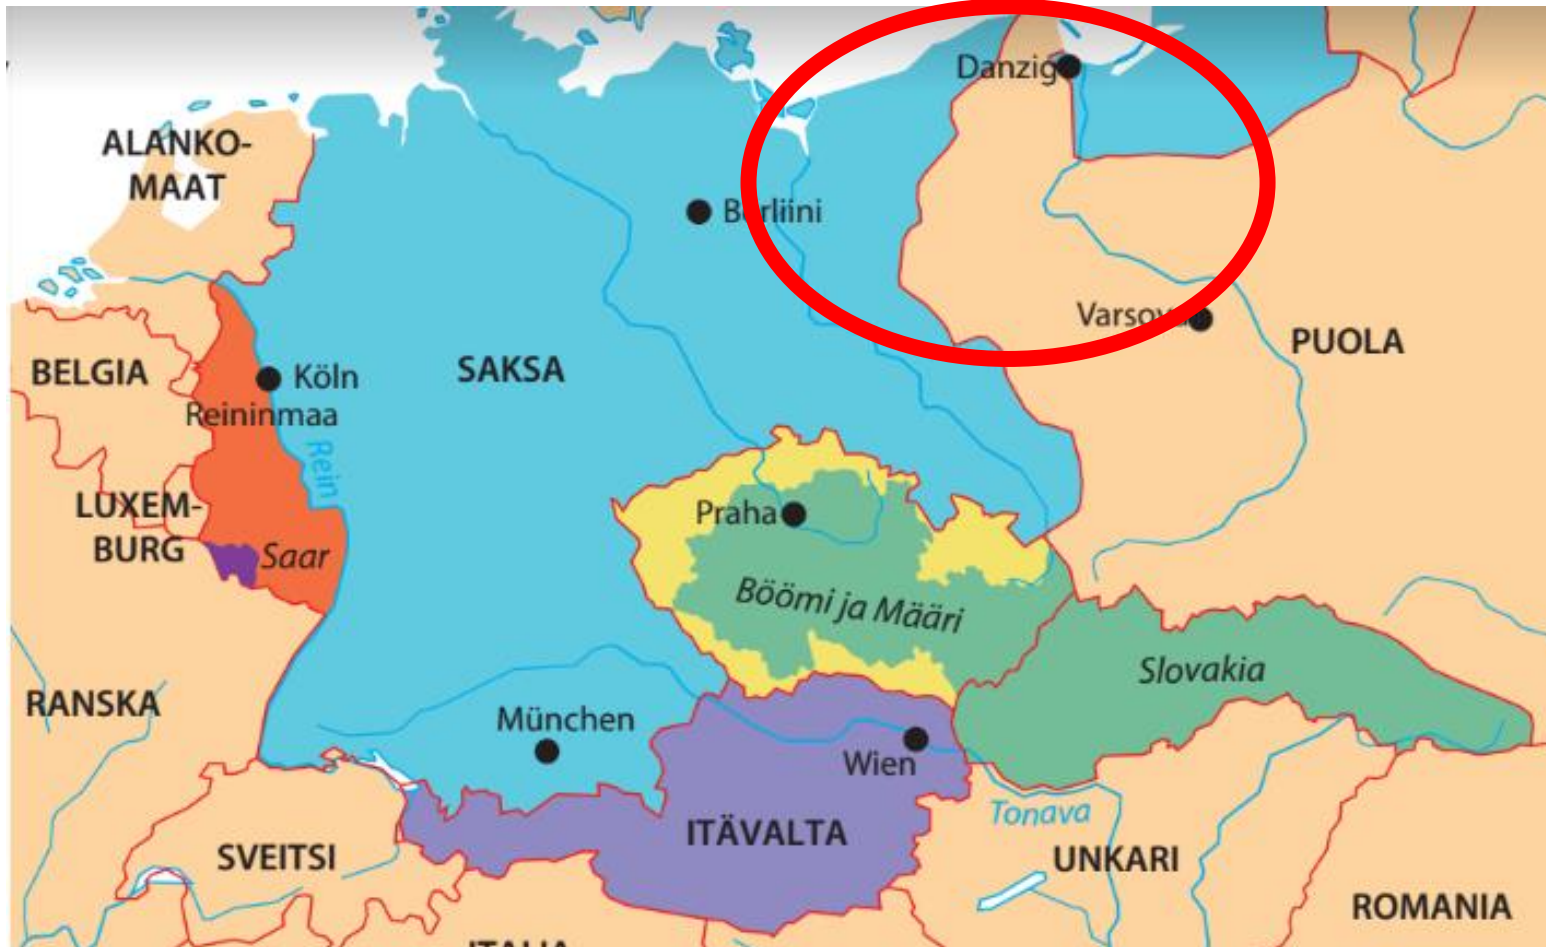 Danzig
ALANKO-
MAAT
Berliini
Varsova
PUOLA
BELGIA
Köln
SAKSA
Reininmaa
Rein
LUXEM-
BURG
Saar
Praha
Böömi ja Määri
Slovakia
RANSKA
München
Wien
Tonava
ITÄVALTA
SVEITSI
UNKARI
ROMANIA
ITALIA